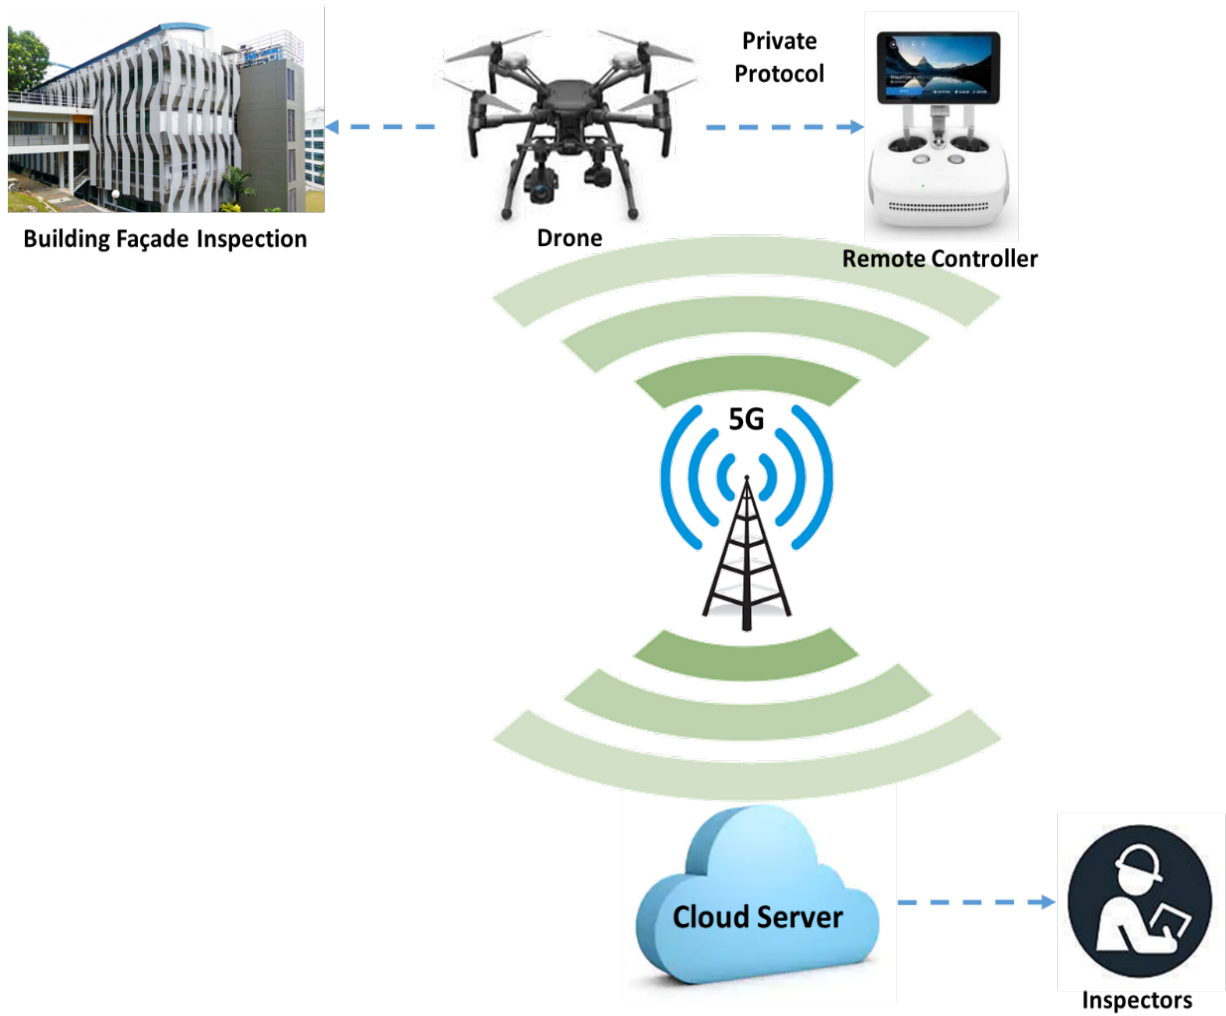 Private
Protocol
Building Façade Inspection
Drone
Remote Controller
5G
Cloud Server
Inspectors